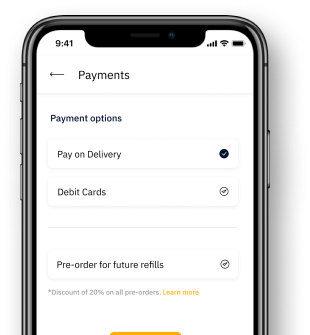 9:41
Payments
Payment options
Pay on Delivery
Debit Cards
Pre-order for future refills
*Discount of 20% on all pre-orders. Learn more